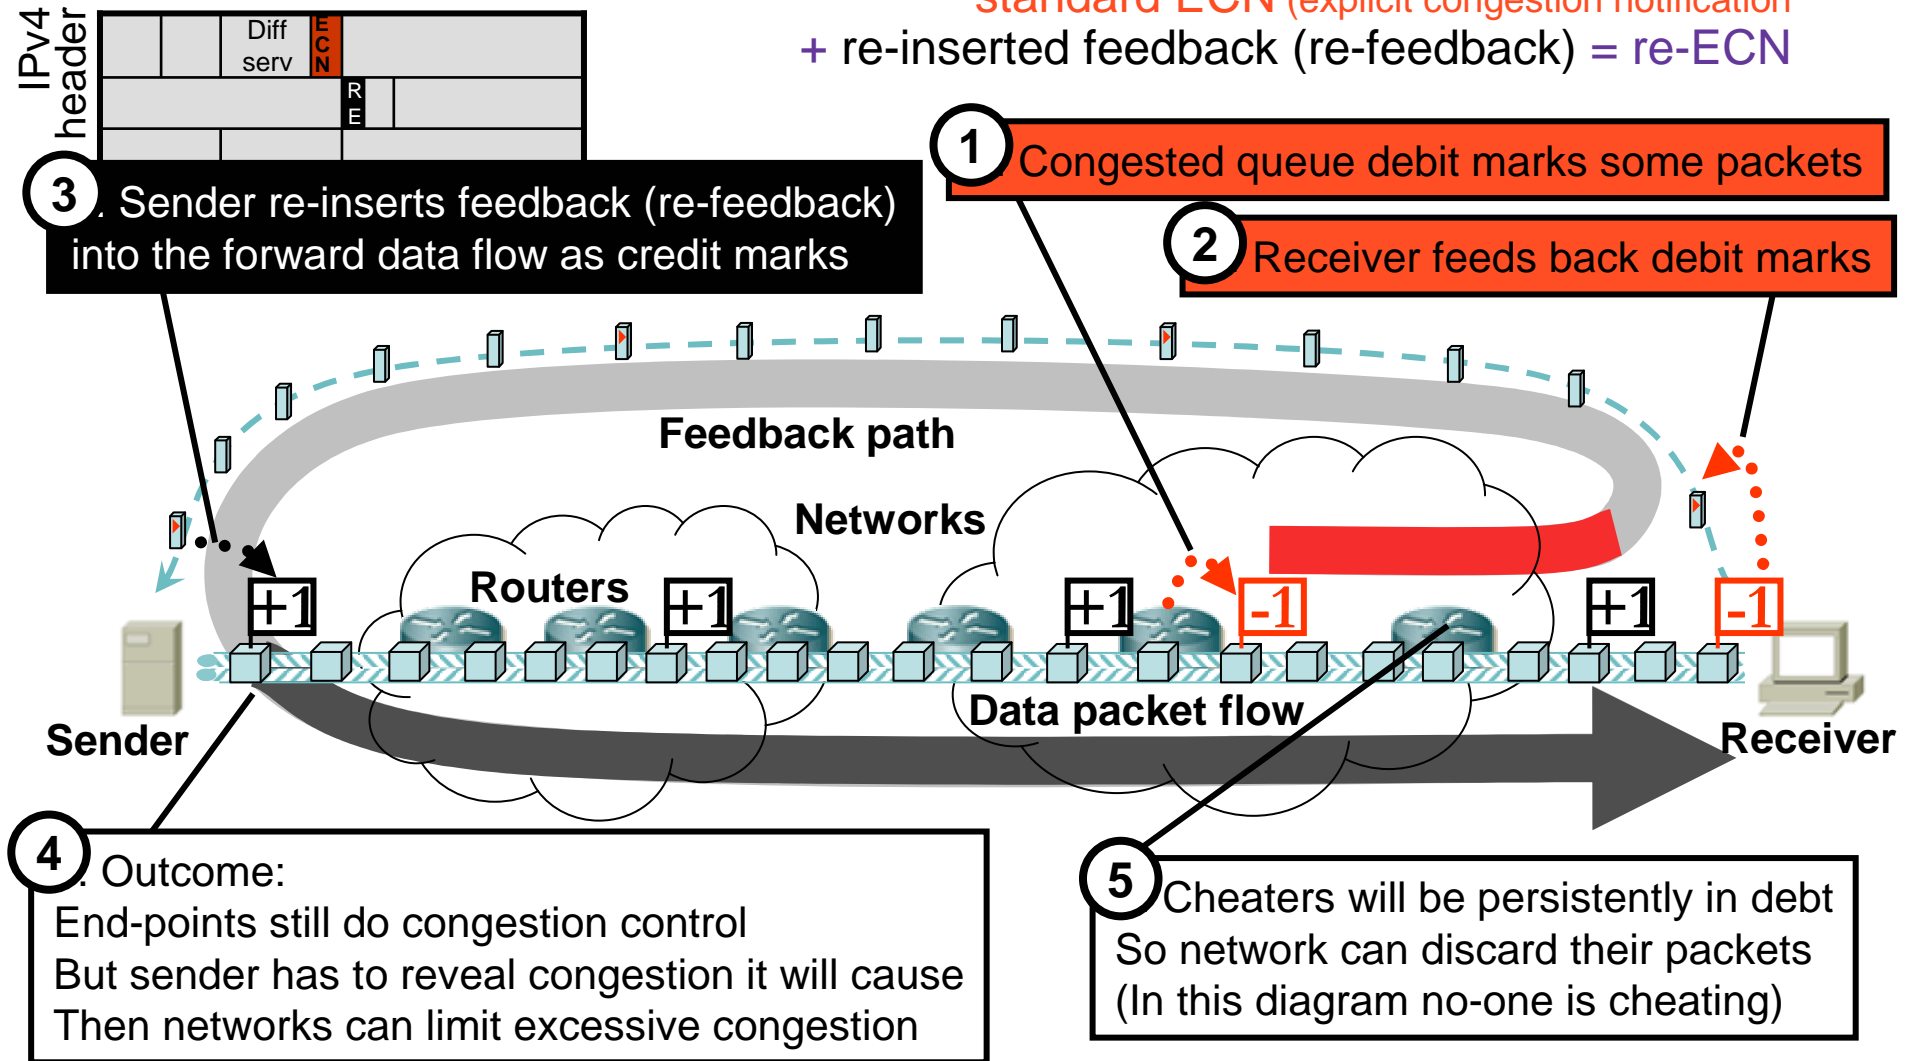 standard ECN (explicit congestion notification
+ re-inserted feedback (re-feedback) = re-ECN
IPv4
header
Diff
serv
E
C
N
R
E
1
Congested queue debit marks some packets
2
Receiver feeds back debit marks
3
. Sender re-inserts feedback (re-feedback)
into the forward data flow as credit marks
Feedback path
Networks
Routers
+1
+1
+1
-1
+1
-1
Data packet flow
Sender
Receiver
4
. Outcome:
End-points still do congestion control
But sender has to reveal congestion it will cause
Then networks can limit excessive congestion
5
Cheaters will be persistently in debt
So network can discard their packets
(In this diagram no-one is cheating)